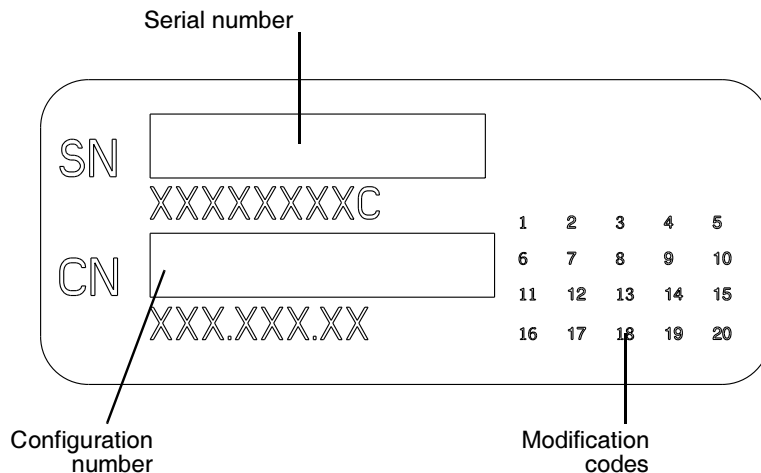 Serial number
SN
XXXXXXXXC
CN
XXX.XXX.XX
1 2 3 4 5
6 7 8 9 10
11 12 13 14 15
16 17 18 19 20
Configuration
number
Modification
codes